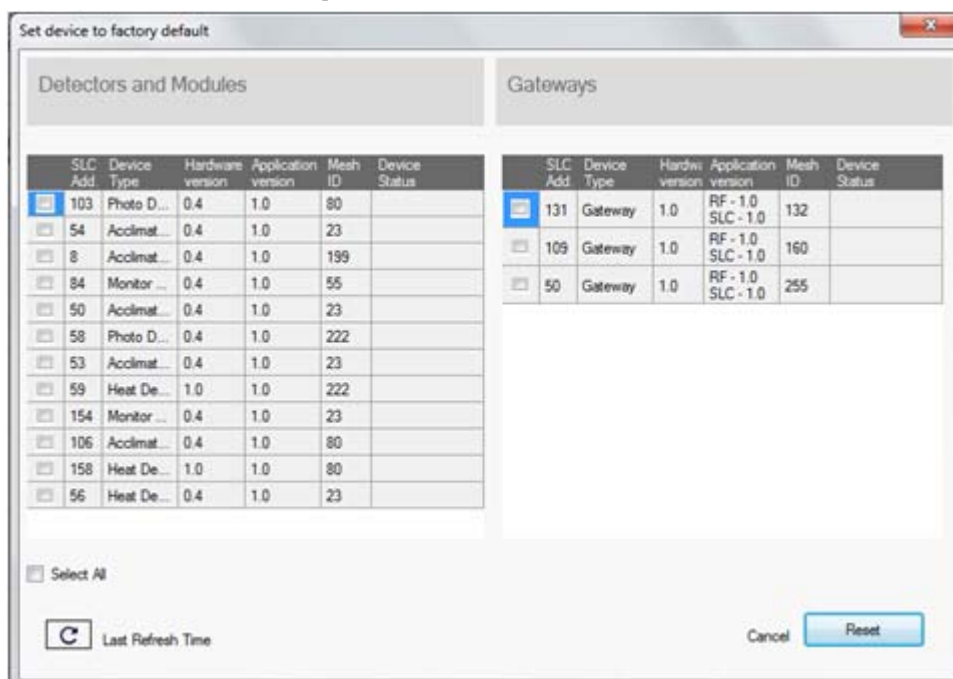 Set device to factory default
Detectors and Modules
Gateways
SLC Add. Device Type Hardware version Application version Mesh ID Device Status
103 Photo D... 0.4 1.0 80
54 Acclimat... 0.4 1.0 23
8 Acclimat... 0.4 1.0 199
84 Monitor ... 0.4 1.0 55
50 Acclimat... 0.4 1.0 23
58 Photo D... 0.4 1.0 222
53 Acclimat... 0.4 1.0 23
59 Heat De... 1.0 1.0 222
154 Monitor ... 0.4 1.0 23
106 Acclimat... 0.4 1.0 80
158 Heat De... 1.0 1.0 80
56 Heat De... 0.4 1.0 23
SLC Add. Device Type Hardw version Application version Mesh ID Device Status
131 Gateway 1.0 RF - 1.0 SLC - 1.0 132
109 Gateway 1.0 RF - 1.0 SLC - 1.0 160
50 Gateway 1.0 RF - 1.0 SLC - 1.0 255
Select All
Last Refresh Time
Cancel
Reset